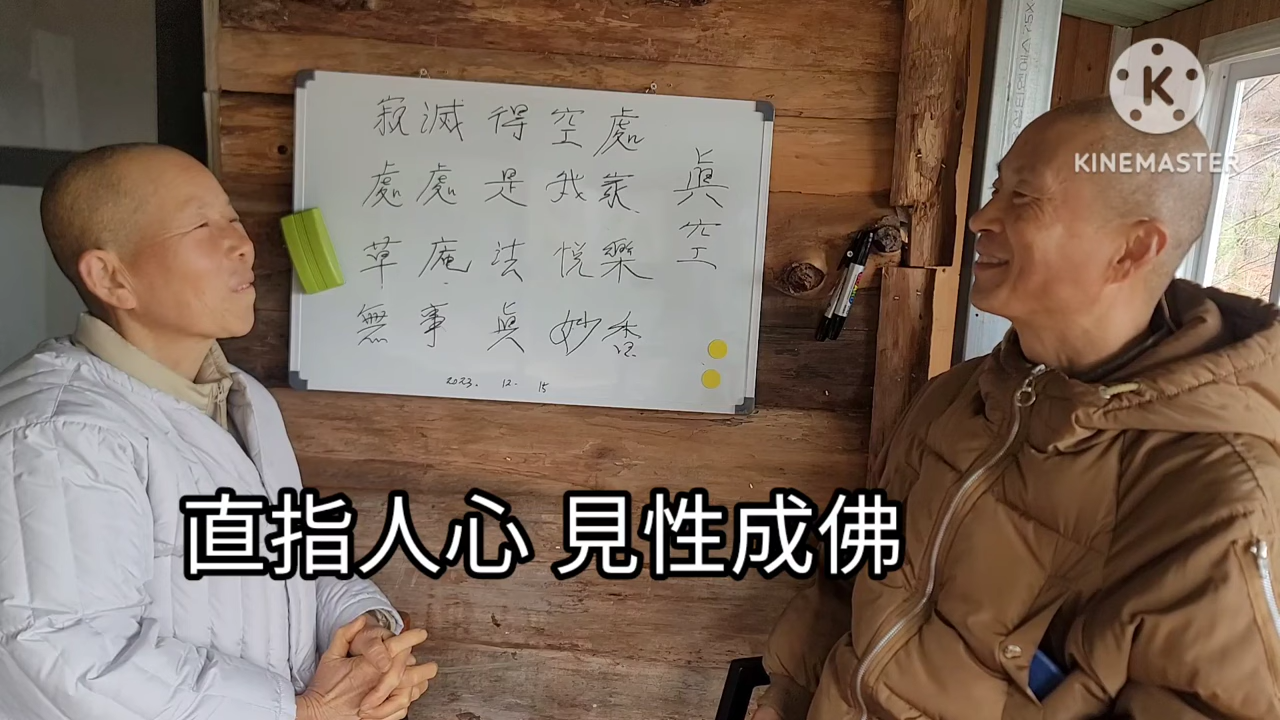 寂滅得空處
處處是我家
草庵法悅樂
無事眞妙香
眞空
2023. 12. 15
直指人心 見性成佛
KINEMASTER